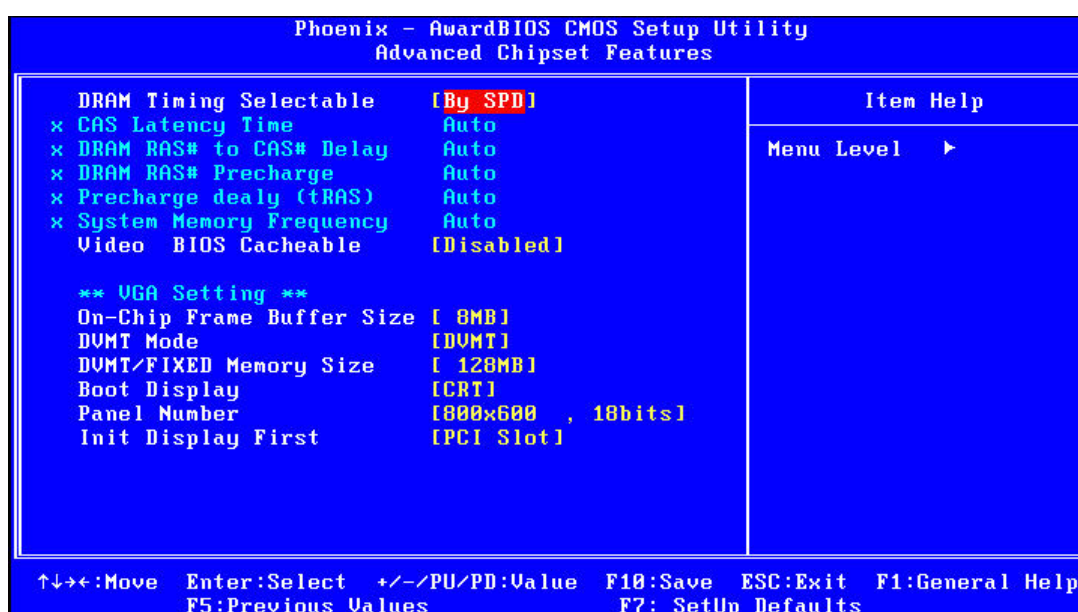 Phoenix - AwardBIOS CMOS Setup Utility
Advanced Chipset Features
DRAM Timing Selectable [By SPD]
x CAS Latency Time Auto
x DRAM RAS# to CAS# Delay Auto
x DRAM RAS# Precharge Auto
x Precharge dealy (tRAS) Auto
x System Memory Frequency Auto
Video BIOS Cacheable [Disabled]
** VGA Setting **
On-Chip Frame Buffer Size [ 8MB]
DVMT Mode [DVMT]
DVMT/FIXED Memory Size [ 128MB]
Boot Display [CRT]
Panel Number [800x600 , 18bits]
Init Display First [PCI Slot]
Item Help
Menu Level ►
↑↓→←:Move Enter:Select +/-/PU/PD:Value F10:Save ESC:Exit F1:General Help
F5:Previous Values F7: SetUp Defaults